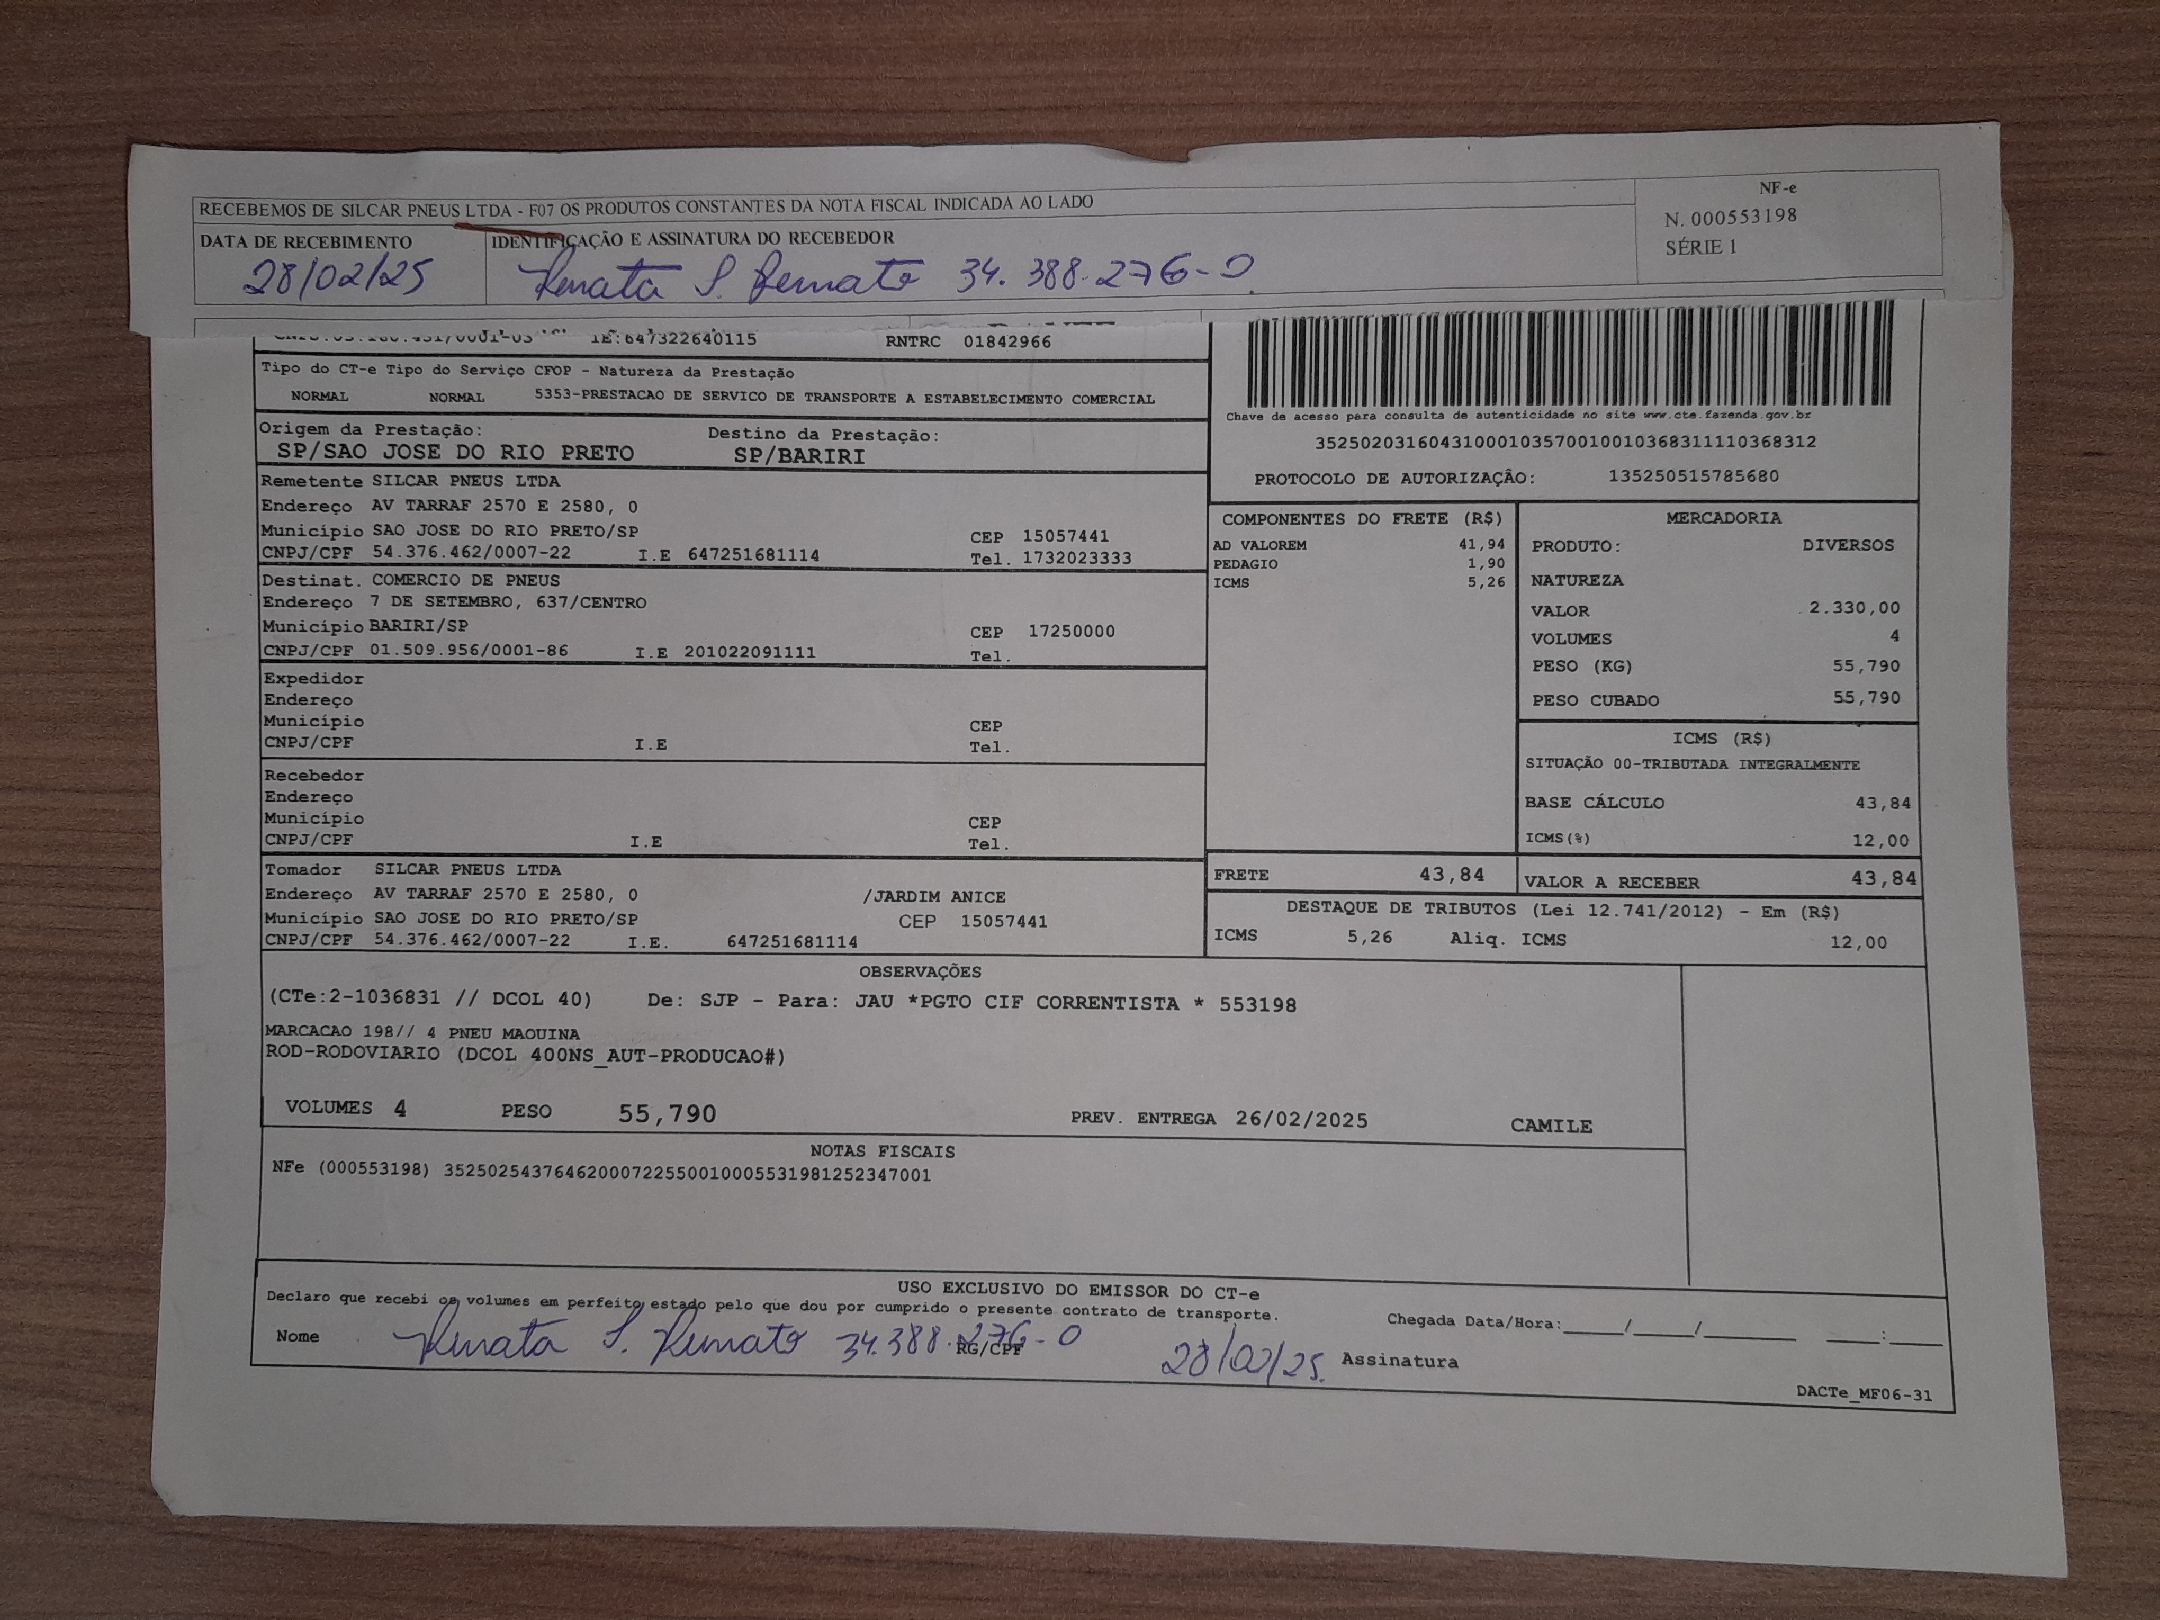 RECEBEMOS DE SILCAR PNEUS LTDA - F07 OS PRODUTOS CONSTANTES DA NOTA FISCAL INDICADA AO LADO
NF-e
N. 000553198
SÉRIE 1
DATA DE RECEBIMENTO IDENTIFICAÇÃO E ASSINATURA DO RECEBEDOR
28/02/25 Renata S. Renato 34.388.276-0
IE:647322640115 RNTRC 01842966
Tipo do CT-e Tipo do Serviço CFOP - Natureza da Prestação
NORMAL NORMAL 5353-PRESTACAO DE SERVICO DE TRANSPORTE A ESTABELECIMENTO COMERCIAL
Chave de acesso para consulta de autenticidade no site www.cte.fazenda.gov.br
35250203160431000103570010010368311110368312
PROTOCOLO DE AUTORIZAÇÃO: 135250515785680
Origem da Prestação: Destino da Prestação:
SP/SAO JOSE DO RIO PRETO SP/BARIRI
Remetente SILCAR PNEUS LTDA
Endereço AV TARRAF 2570 E 2580, 0
Município SAO JOSE DO RIO PRETO/SP CEP 15057441
CNPJ/CPF 54.376.462/0007-22 I.E 647251681114 Tel. 1732023333
Destinat. COMERCIO DE PNEUS
Endereço 7 DE SETEMBRO, 637/CENTRO
Município BARIRI/SP CEP 17250000
CNPJ/CPF 01.509.956/0001-86 I.E 201022091111 Tel.
Expedidor
Endereço
Município CEP
CNPJ/CPF I.E Tel.
Recebedor
Endereço
Município CEP
CNPJ/CPF I.E Tel.
Tomador SILCAR PNEUS LTDA
Endereço AV TARRAF 2570 E 2580, 0 /JARDIM ANICE
Município SAO JOSE DO RIO PRETO/SP CEP 15057441
CNPJ/CPF 54.376.462/0007-22 I.E. 647251681114
COMPONENTES DO FRETE (R$)
AD VALOREM 41,94
PEDAGIO 1,90
ICMS 5,26
MERCADORIA
PRODUTO: DIVERSOS
NATUREZA
VALOR 2.330,00
VOLUMES 4
PESO (KG) 55,790
PESO CUBADO 55,790
ICMS (R$)
SITUAÇÃO 00-TRIBUTADA INTEGRALMENTE
BASE CÁLCULO 43,84
ICMS(%) 12,00
FRETE 43,84 VALOR A RECEBER 43,84
DESTAQUE DE TRIBUTOS (Lei 12.741/2012) - Em (R$)
ICMS 5,26 Aliq. ICMS 12,00
OBSERVAÇÕES
(CTe:2-1036831 // DCOL 40) De: SJP - Para: JAU *PGTO CIF CORRENTISTA * 553198
MARCACAO 198// 4 PNEU MAQUINA
ROD-RODOVIARIO (DCOL 400NS_AUT-PRODUCAO#)
VOLUMES 4 PESO 55,790 PREV. ENTREGA 26/02/2025 CAMILE
NOTAS FISCAIS
NFe (000553198) 35250254376462000722550010005531981252347001
USO EXCLUSIVO DO EMISSOR DO CT-e
Declaro que recebi os volumes em perfeito estado pelo que dou por cumprido o presente contrato de transporte.
Chegada Data/Hora:____/____/________ ____:____
Nome Renata S. Renato 34.388.276-0 RG/CPF 28/02/25. Assinatura
DACTe_MF06-31